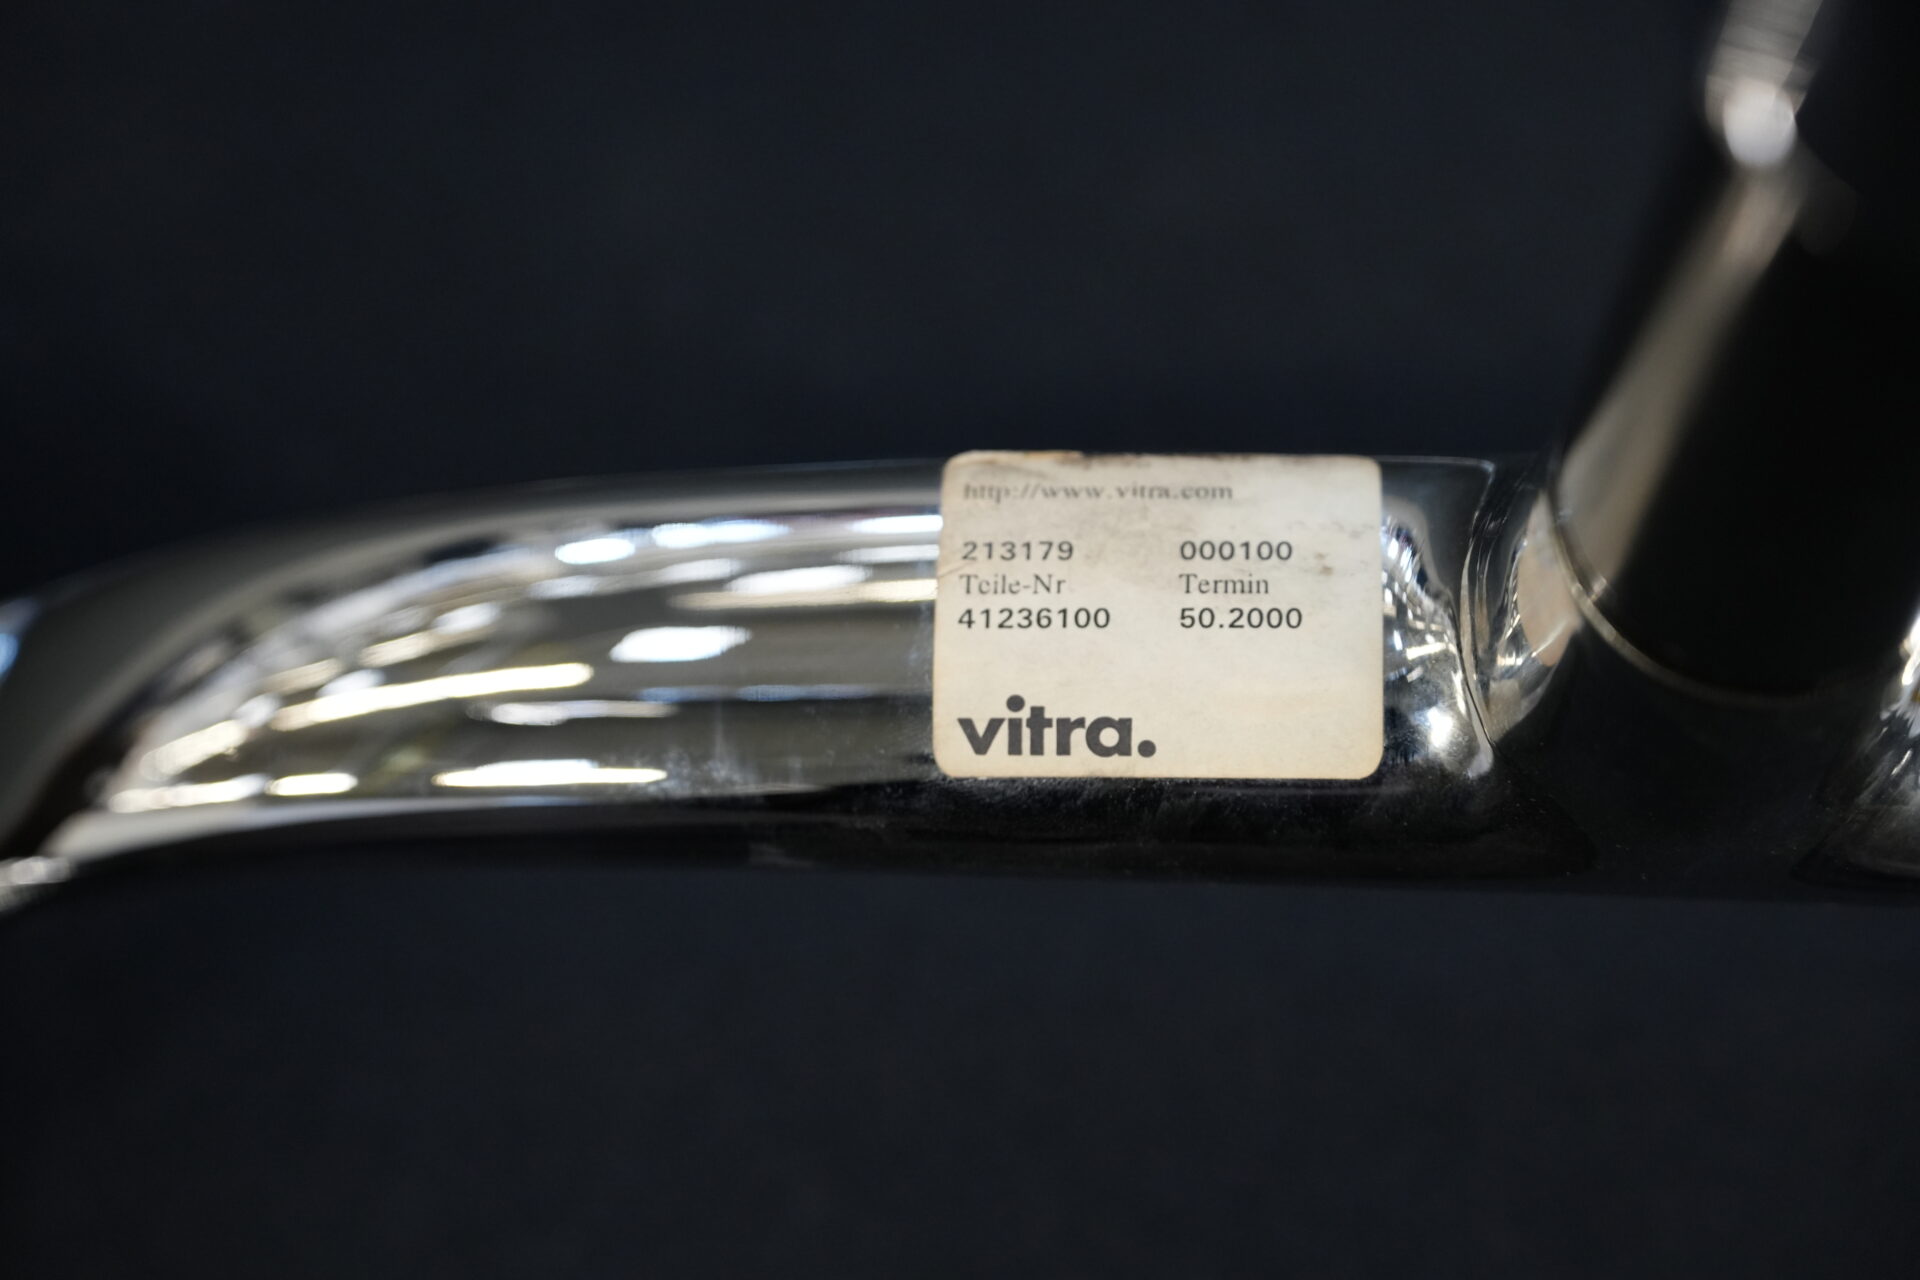 http://www.vitra.com
213179 000100
Teile-Nr Termin
41236100 50.2000
vitra.